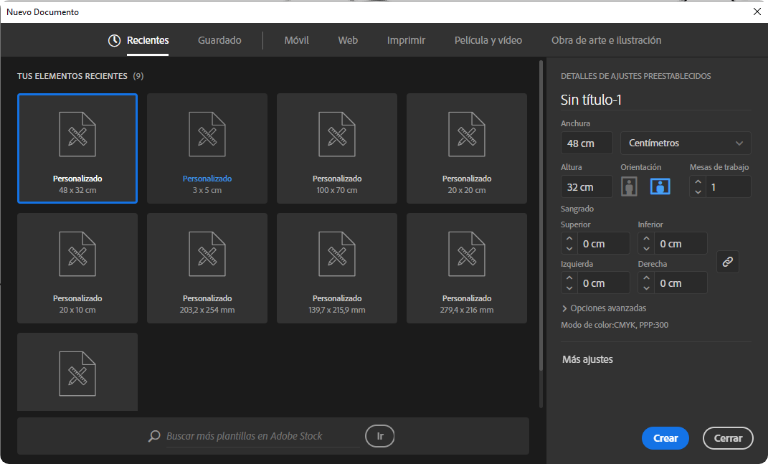 Nuevo Documento
Recientes
Guardado
Móvil
Web
Imprimir
Película y vídeo
Obra de arte e ilustración
TUS ELEMENTOS RECIENTES (9)
Personalizado
48 x 32 cm
Personalizado
3 x 5 cm
Personalizado
100 x 70 cm
Personalizado
20 x 20 cm
Personalizado
20 x 10 cm
Personalizado
203,2 x 254 mm
Personalizado
139,7 x 215,9 mm
Personalizado
279,4 x 216 mm
Buscar más plantillas en Adobe Stock
Ir
DETALLES DE AJUSTES PREESTABLECIDOS
Sin título-1
Anchura
48 cm
Centímetros
Altura
Orientación
Mesas de trabajo
32 cm
1
Sangrado
Superior
Inferior
0 cm
0 cm
Izquierda
Derecha
0 cm
0 cm
Opciones avanzadas
Modo de color:CMYK, PPP:300
Más ajustes
Crear
Cerrar